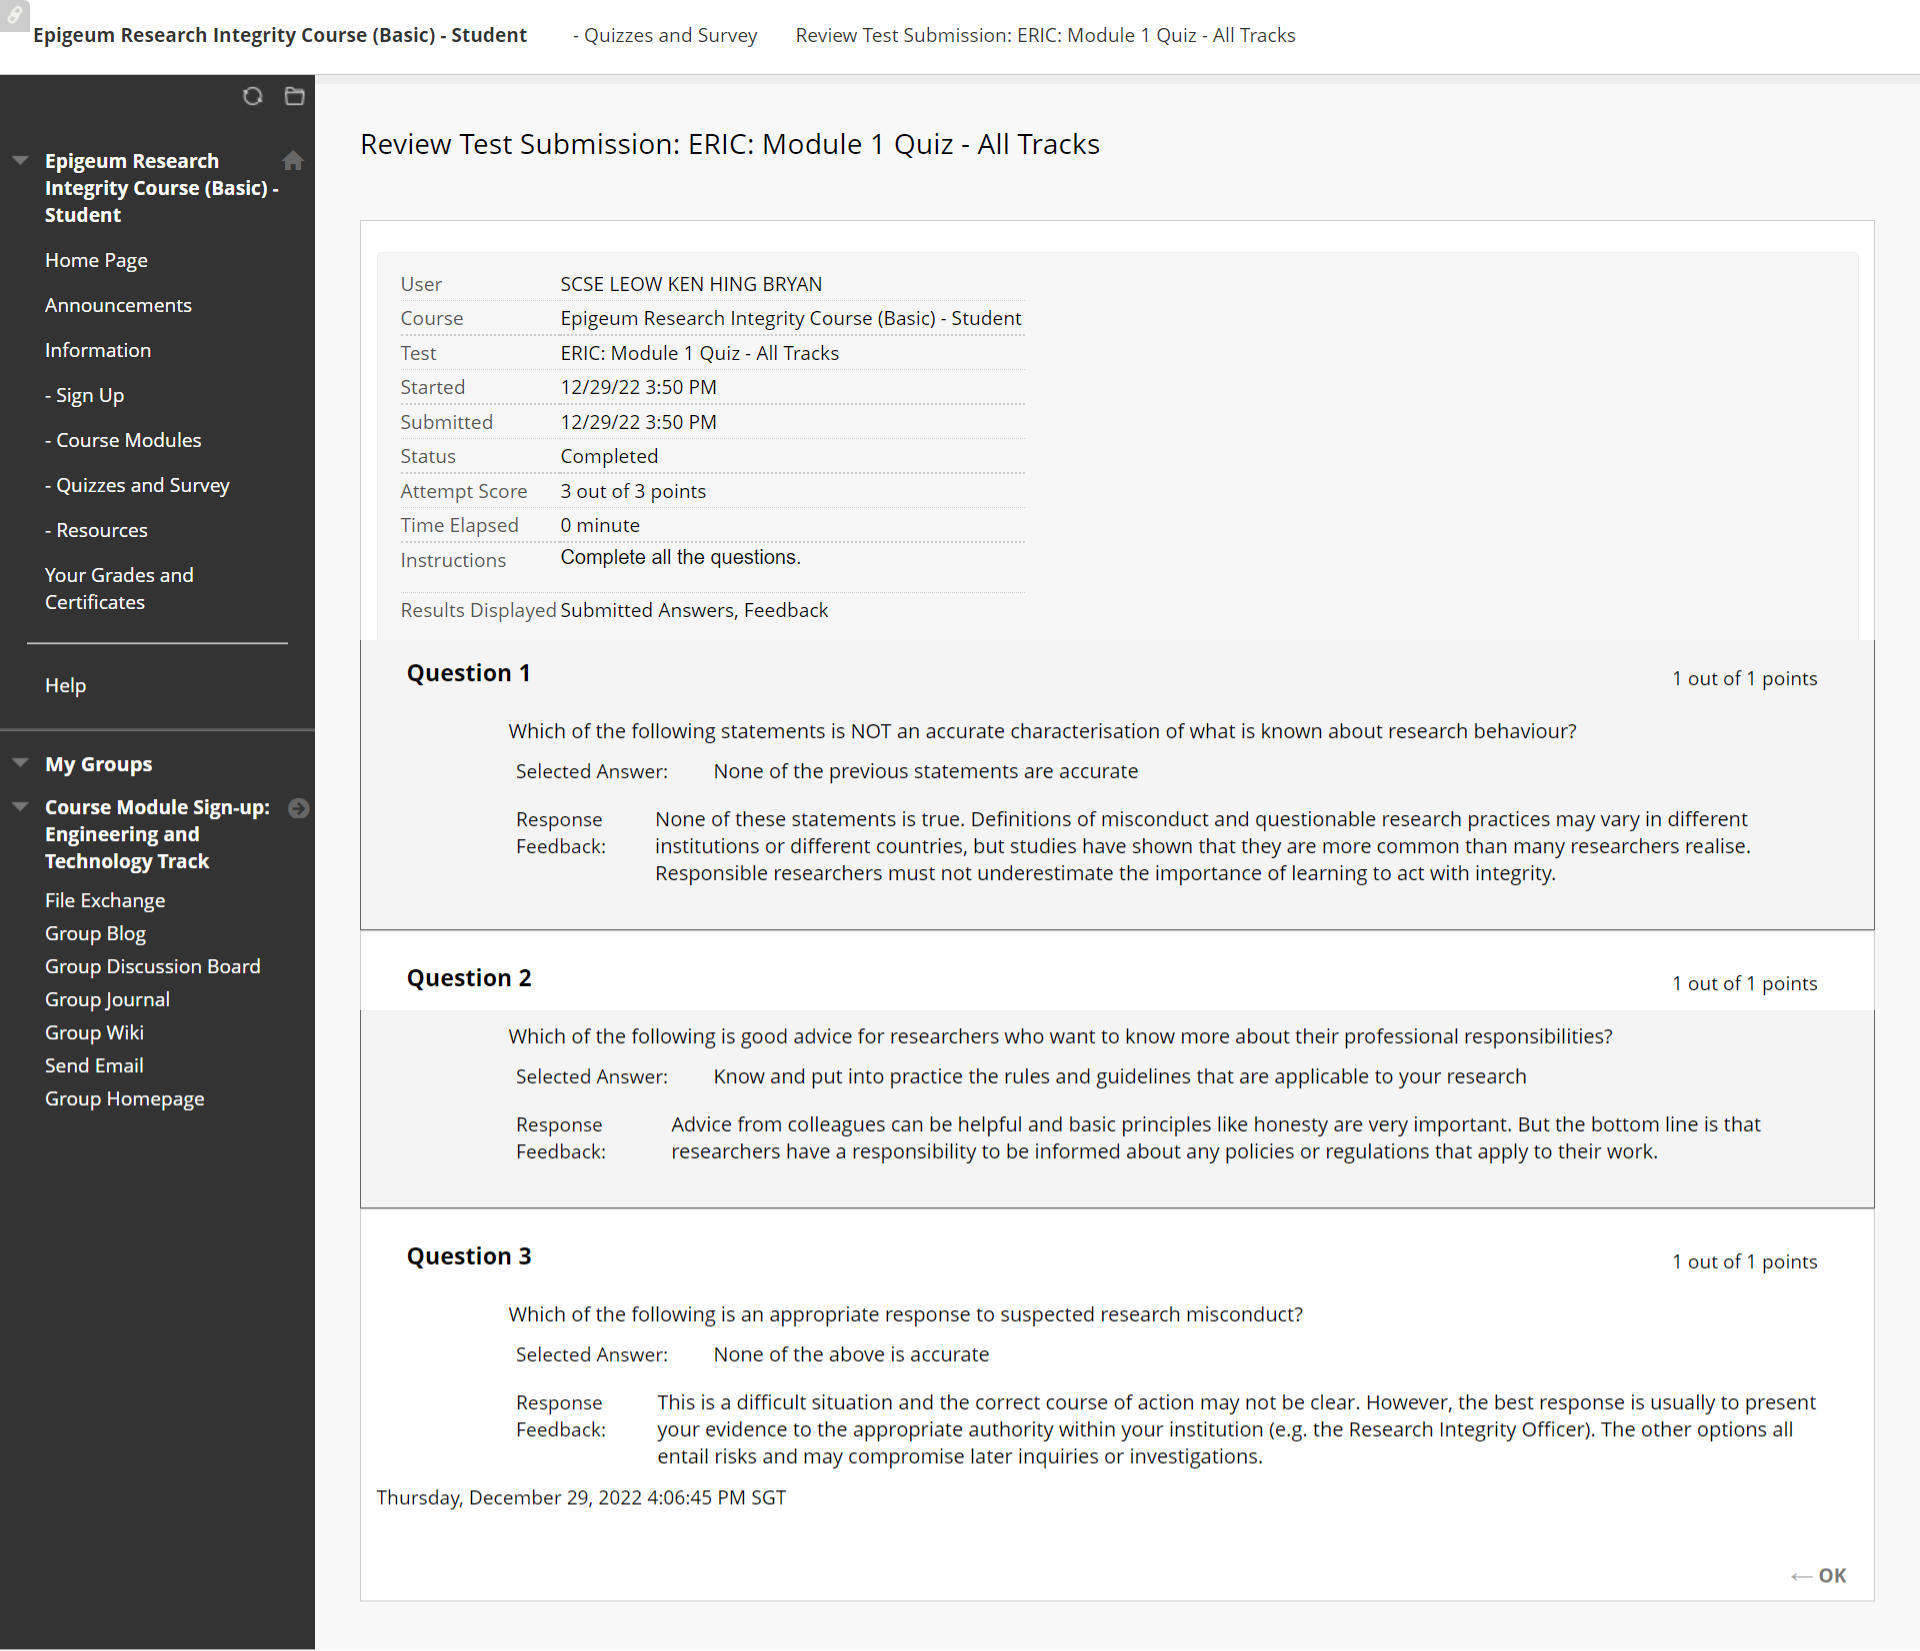 Epigeum Research Integrity Course (Basic) - Student - Quizzes and Survey Review Test Submission: ERIC: Module 1 Quiz - All Tracks
Epigeum Research
Integrity Course (Basic) -
Student
Home Page
Announcements
Information
- Sign Up
- Course Modules
- Quizzes and Survey
- Resources
Your Grades and
Certificates
Help
My Groups
Course Module Sign-up:
Engineering and
Technology Track
File Exchange
Group Blog
Group Discussion Board
Group Journal
Group Wiki
Send Email
Group Homepage
Review Test Submission: ERIC: Module 1 Quiz - All Tracks
User SCSE LEOW KEN HING BRYAN
Course Epigeum Research Integrity Course (Basic) - Student
Test ERIC: Module 1 Quiz - All Tracks
Started 12/29/22 3:50 PM
Submitted 12/29/22 3:50 PM
Status Completed
Attempt Score 3 out of 3 points
Time Elapsed 0 minute
Instructions Complete all the questions.
Results Displayed Submitted Answers, Feedback
Question 1 1 out of 1 points
Which of the following statements is NOT an accurate characterisation of what is known about research behaviour?
Selected Answer: None of the previous statements are accurate
Response None of these statements is true. Definitions of misconduct and questionable research practices may vary in different
Feedback: institutions or different countries, but studies have shown that they are more common than many researchers realise.
Responsible researchers must not underestimate the importance of learning to act with integrity.
Question 2 1 out of 1 points
Which of the following is good advice for researchers who want to know more about their professional responsibilities?
Selected Answer: Know and put into practice the rules and guidelines that are applicable to your research
Response Advice from colleagues can be helpful and basic principles like honesty are very important. But the bottom line is that
Feedback: researchers have a responsibility to be informed about any policies or regulations that apply to their work.
Question 3 1 out of 1 points
Which of the following is an appropriate response to suspected research misconduct?
Selected Answer: None of the above is accurate
Response This is a difficult situation and the correct course of action may not be clear. However, the best response is usually to present
Feedback: your evidence to the appropriate authority within your institution (e.g. the Research Integrity Officer). The other options all
entail risks and may compromise later inquiries or investigations.
Thursday, December 29, 2022 4:06:45 PM SGT
← OK